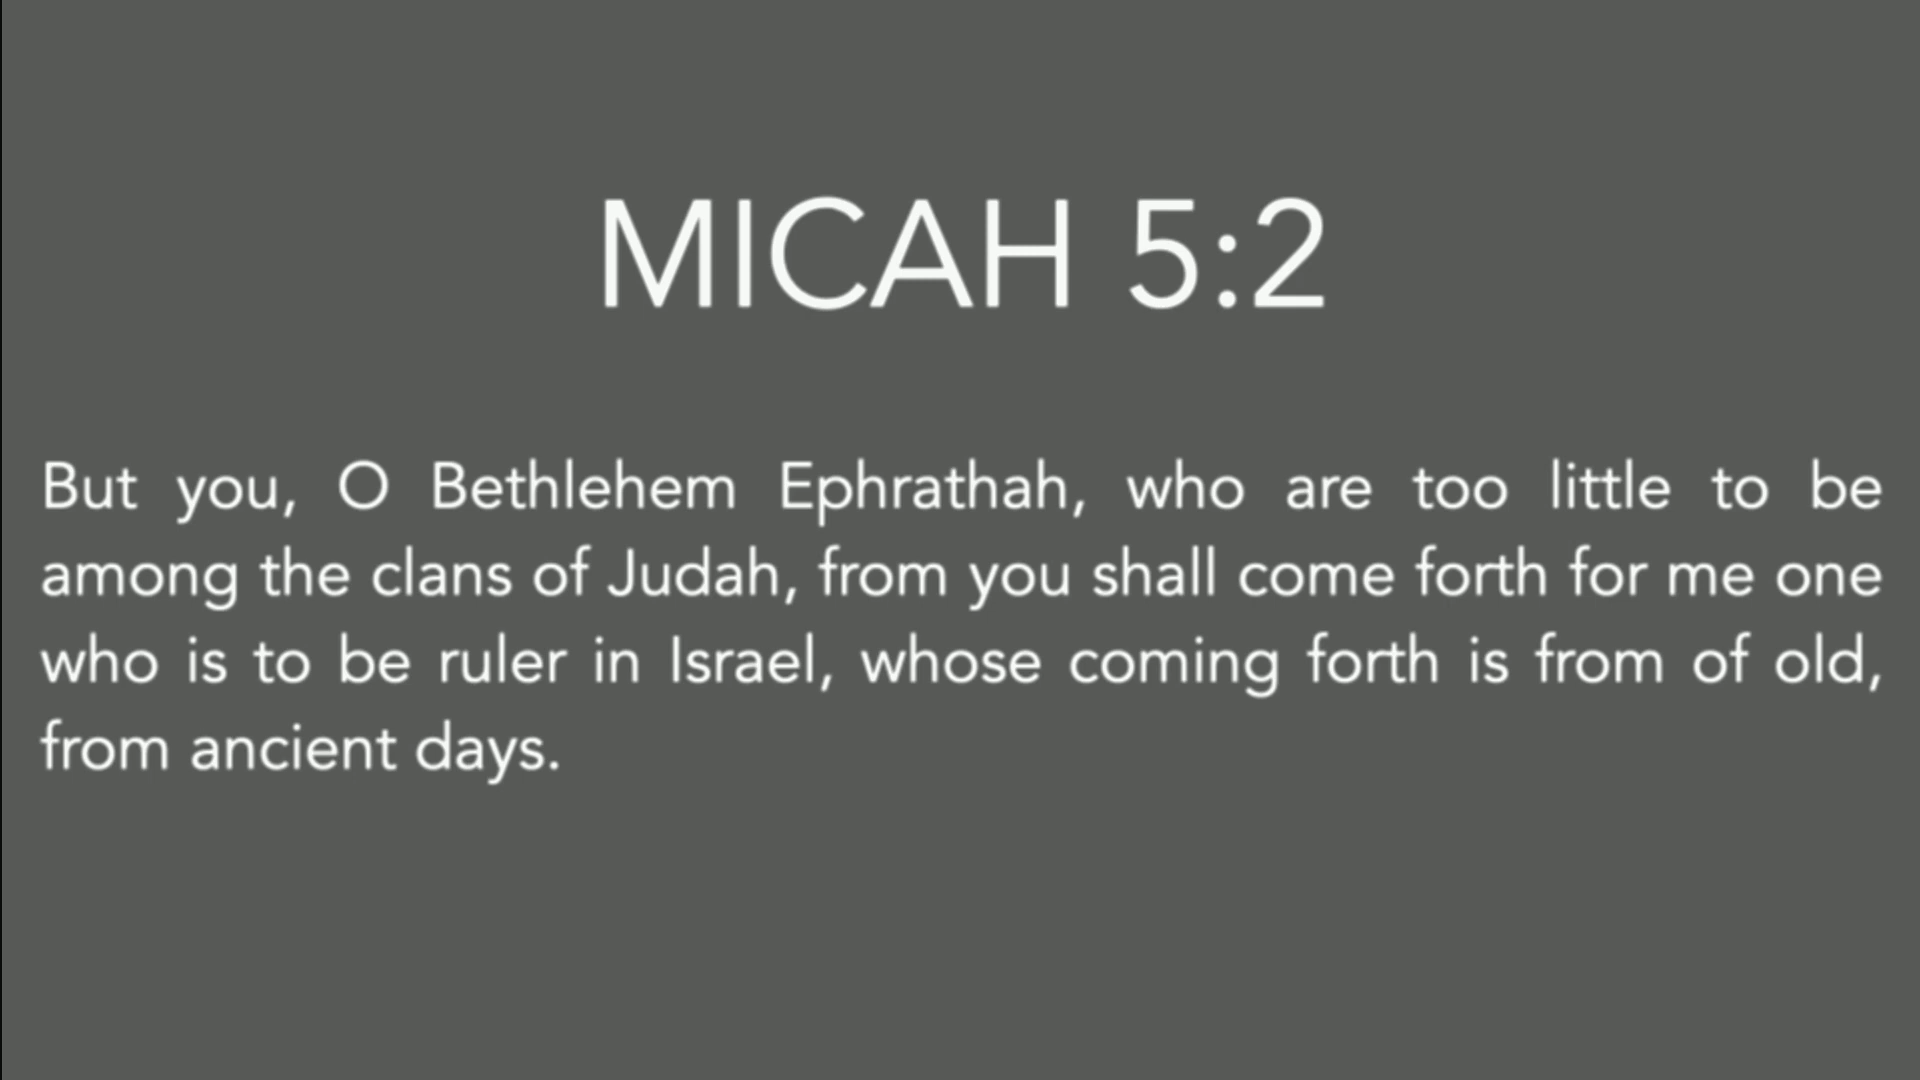 MICAH 5:2
But you, O Bethlehem Ephrathah, who are too little to be
among the clans of Judah, from you shall come forth for me one
who is to be ruler in Israel, whose coming forth is from of old,
from ancient days.